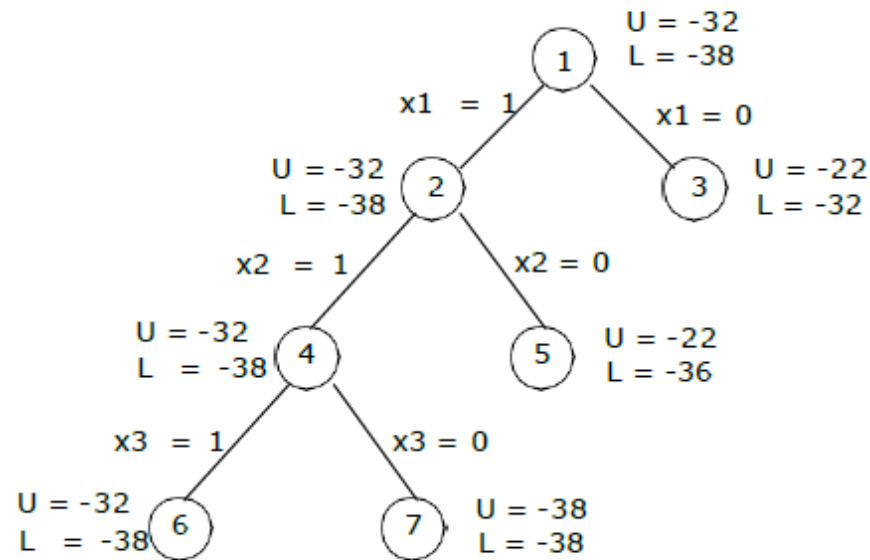 U = -32
L = -38
1
x1 = 1
x1 = 0
U = -32
L = -38
2
3
U = -22
L = -32
x2 = 1
x2 = 0
U = -32
L = -38
4
5
U = -22
L = -36
x3 = 1
x3 = 0
U = -32
L = -38
6
7
U = -38
L = -38